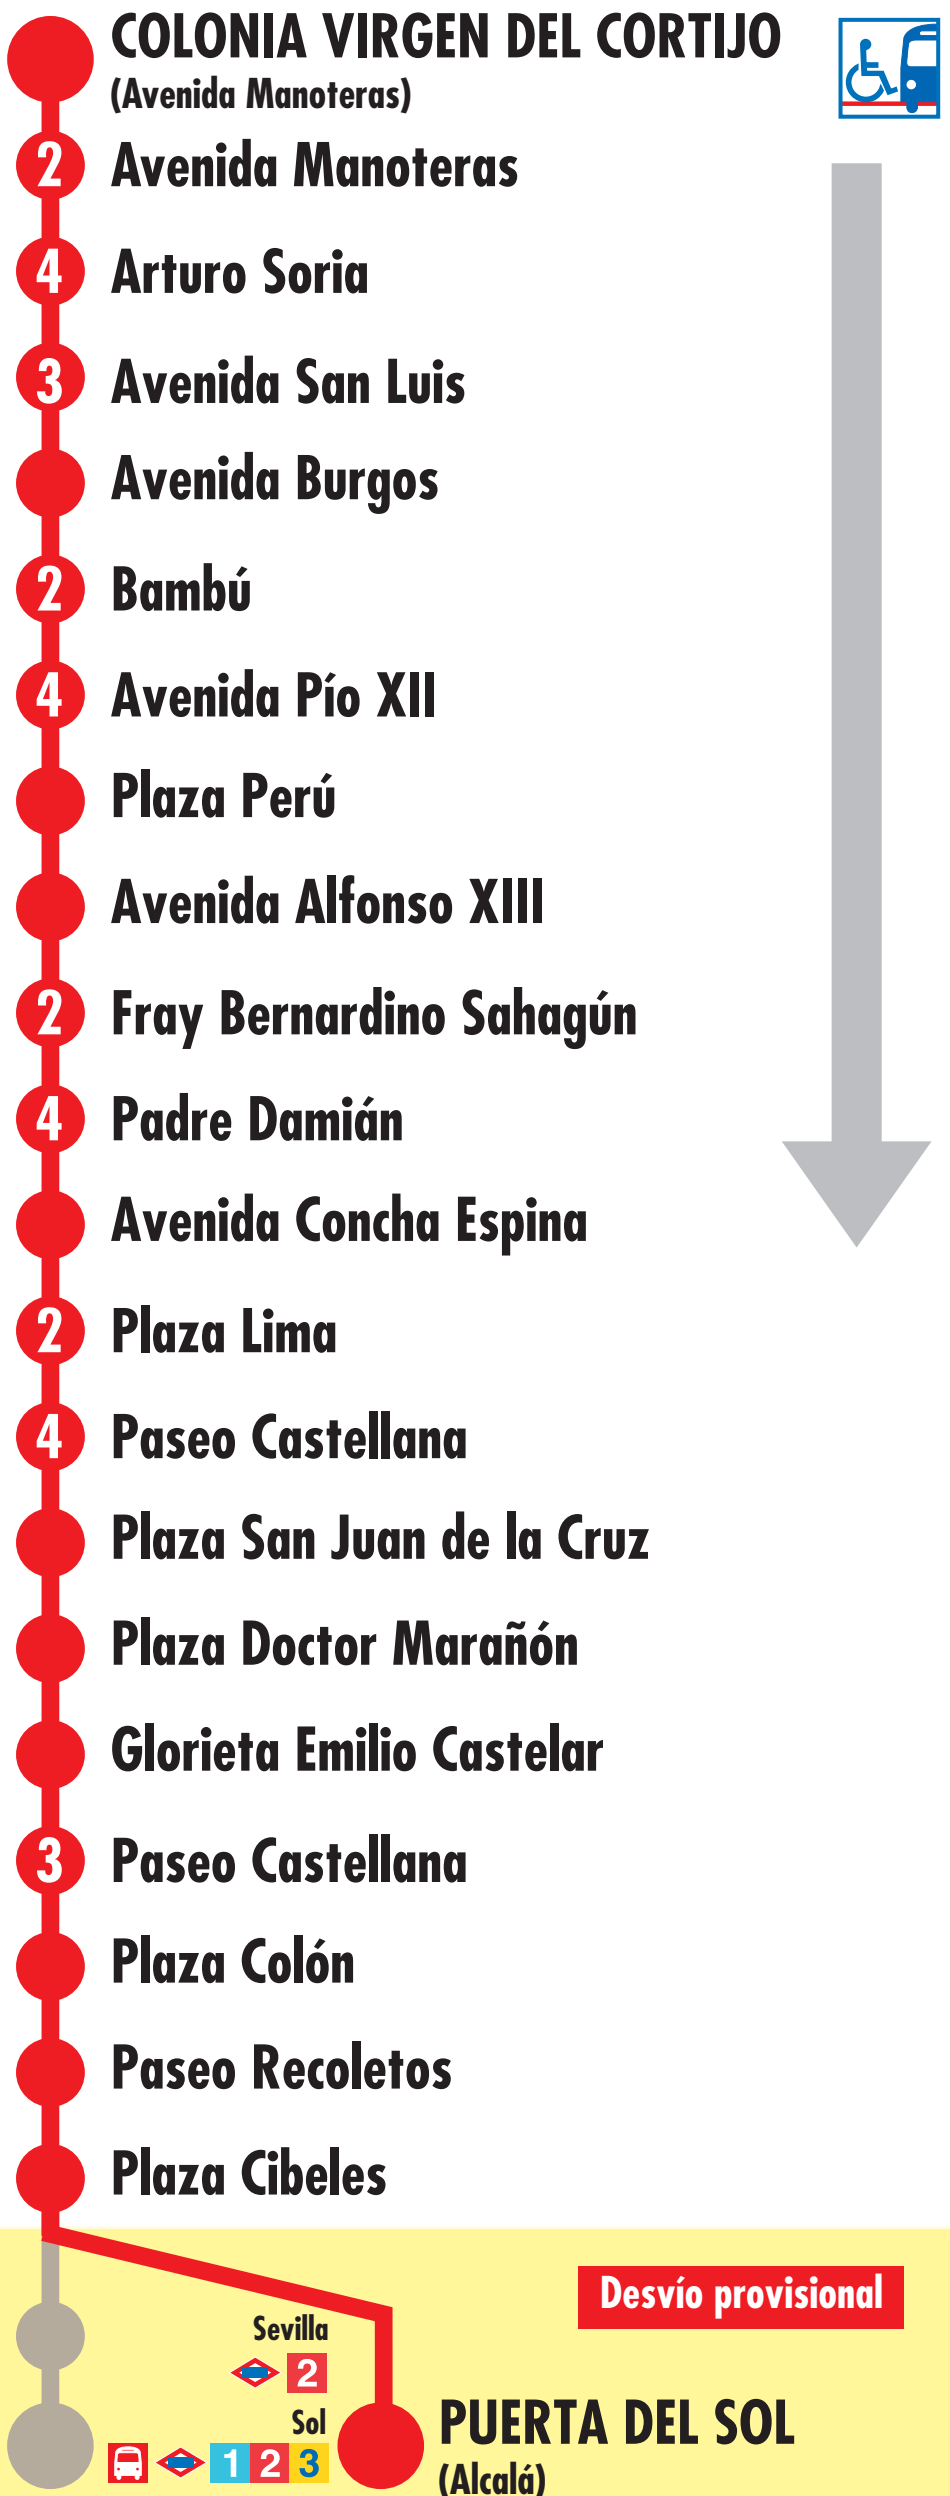 COLONIA VIRGEN DEL CORTIJO
(Avenida Manoteras)
2 Avenida Manoteras
4 Arturo Soria
3 Avenida San Luis
Avenida Burgos
2 Bambú
4 Avenida Pío XII
Plaza Perú
Avenida Alfonso XIII
2 Fray Bernardino Sahagún
4 Padre Damián
Avenida Concha Espina
2 Plaza Lima
4 Paseo Castellana
Plaza San Juan de la Cruz
Plaza Doctor Marañón
Glorieta Emilio Castelar
3 Paseo Castellana
Plaza Colón
Paseo Recoletos
Plaza Cibeles
Desvío provisional
Sevilla
2
Sol
1 2 3
PUERTA DEL SOL
(Alcalá)